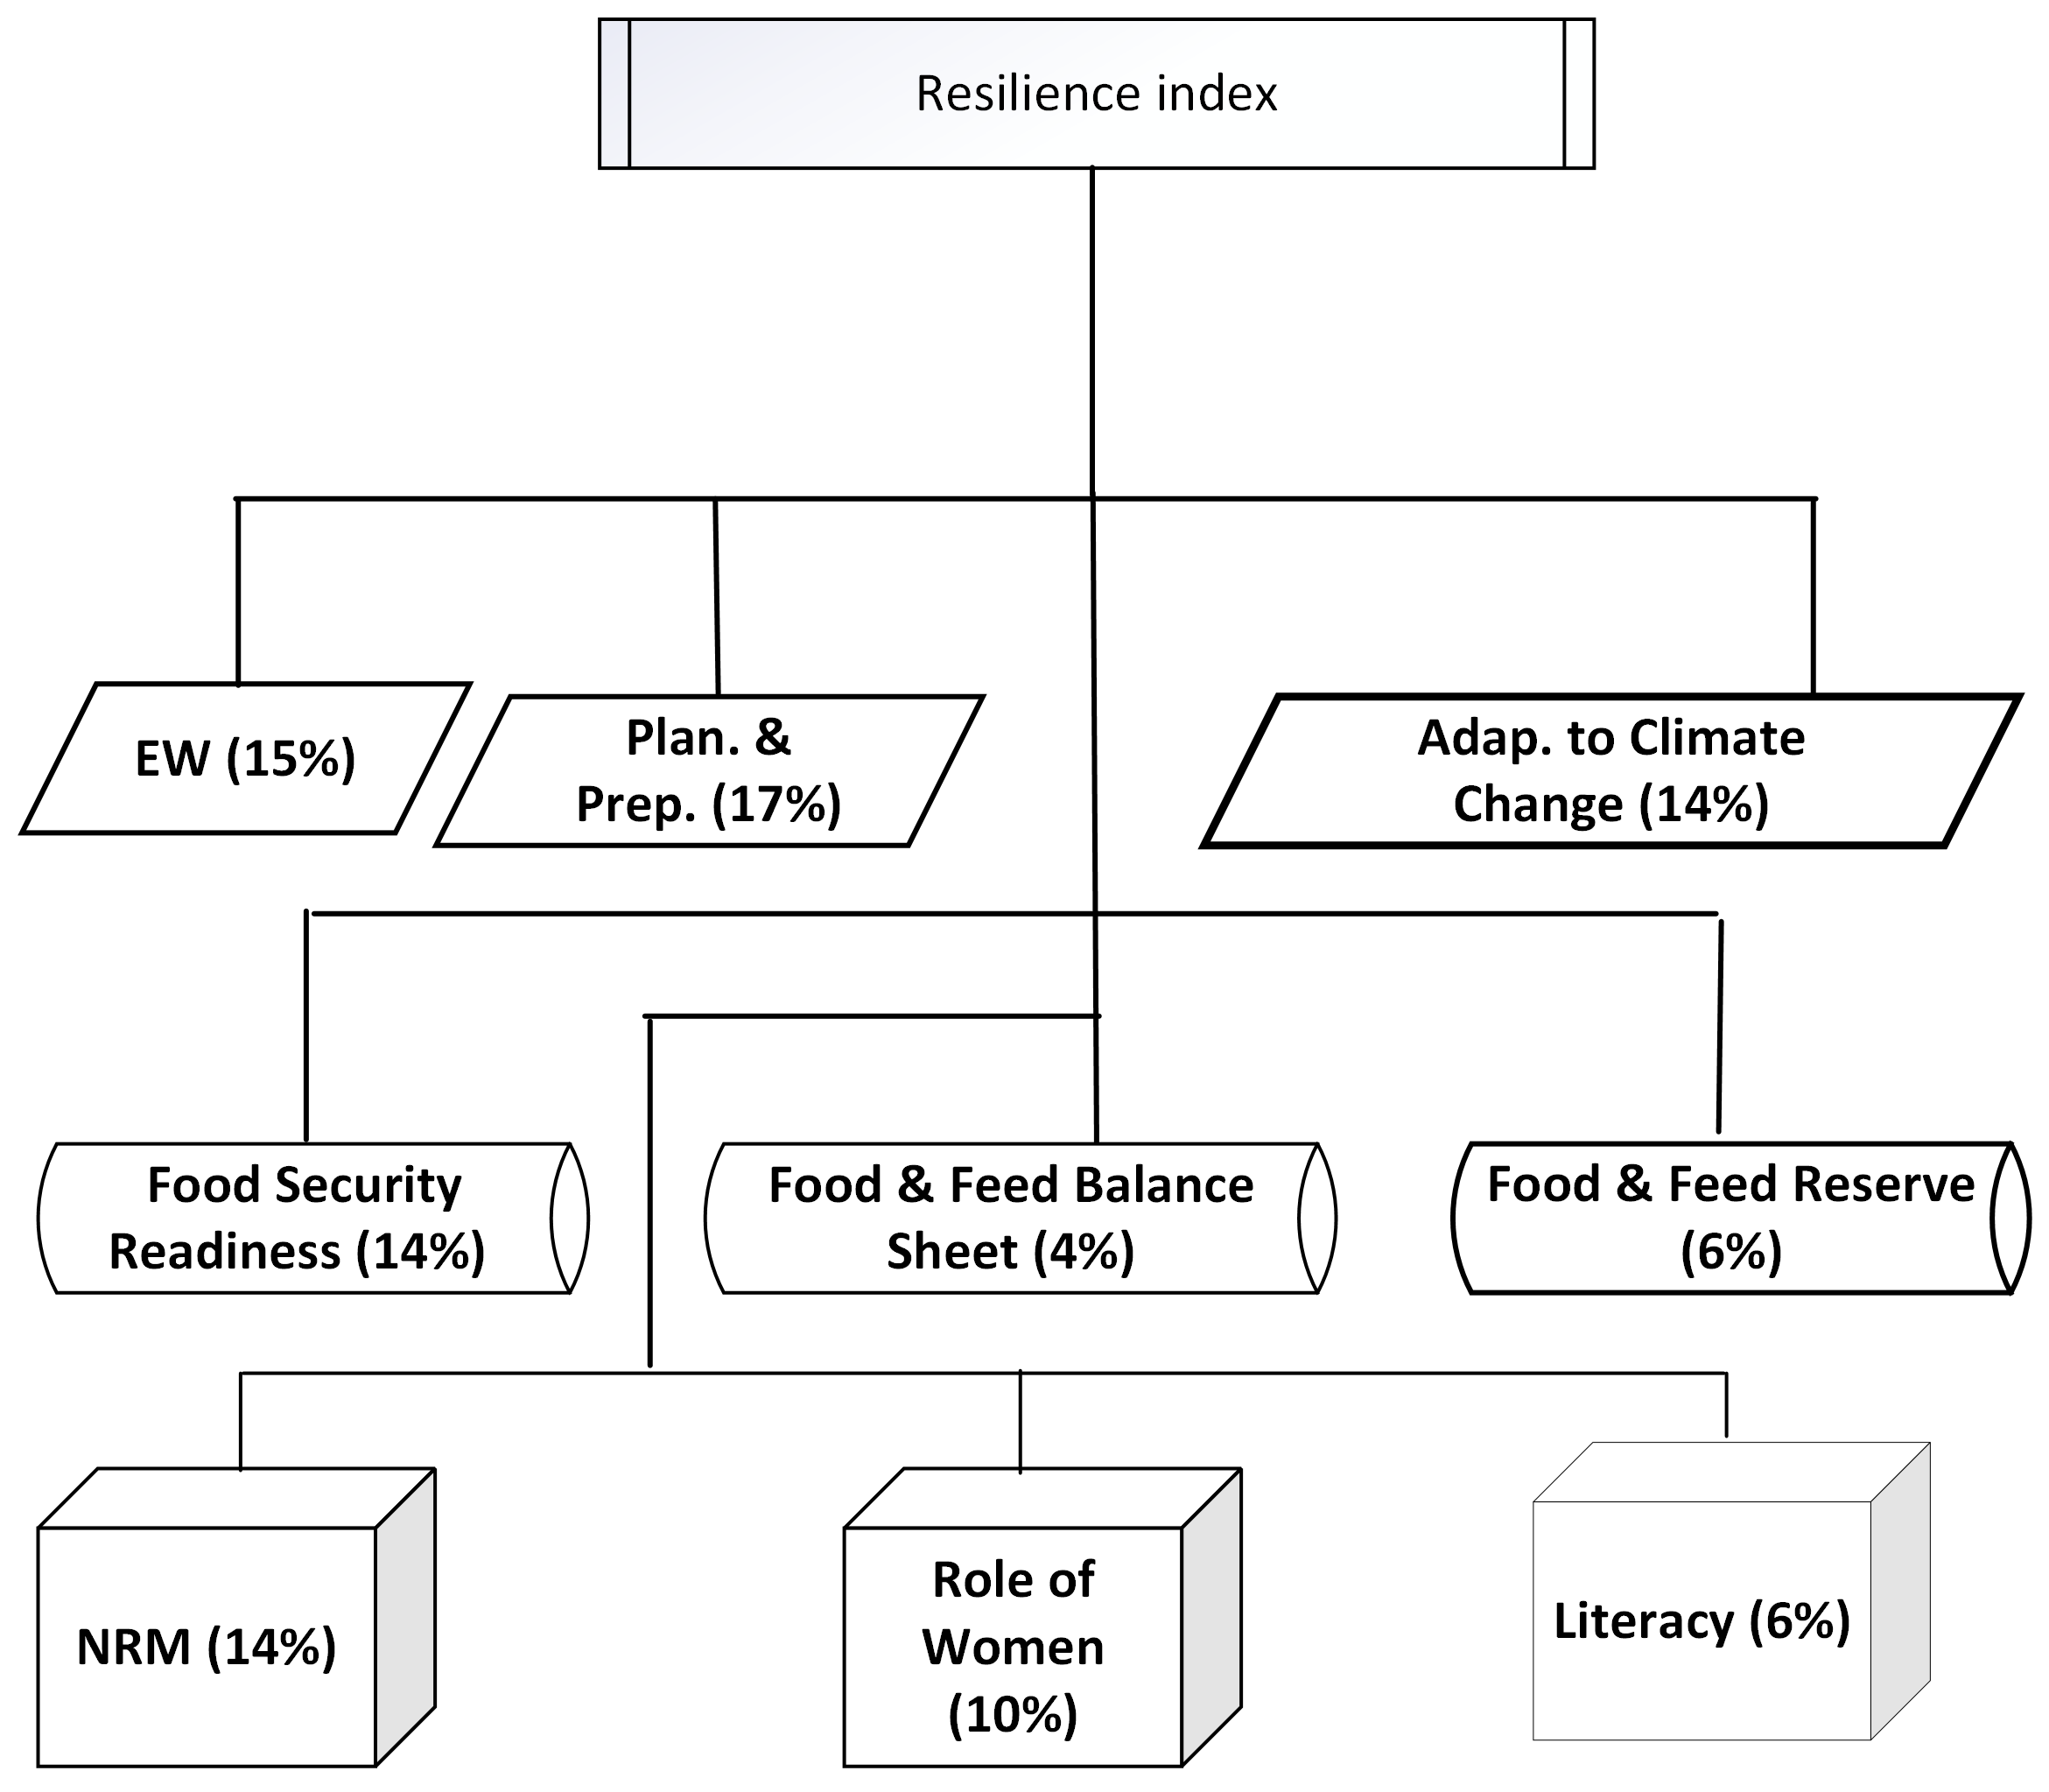 Resilience index
EW (15%)
Plan. &
Prep. (17%)
Adap. to Climate
Change (14%)
Food Security
Readiness (14%)
Food & Feed Balance
Sheet (4%)
Food & Feed Reserve
(6%)
NRM (14%)
Role of
Women
(10%)
Literacy (6%)